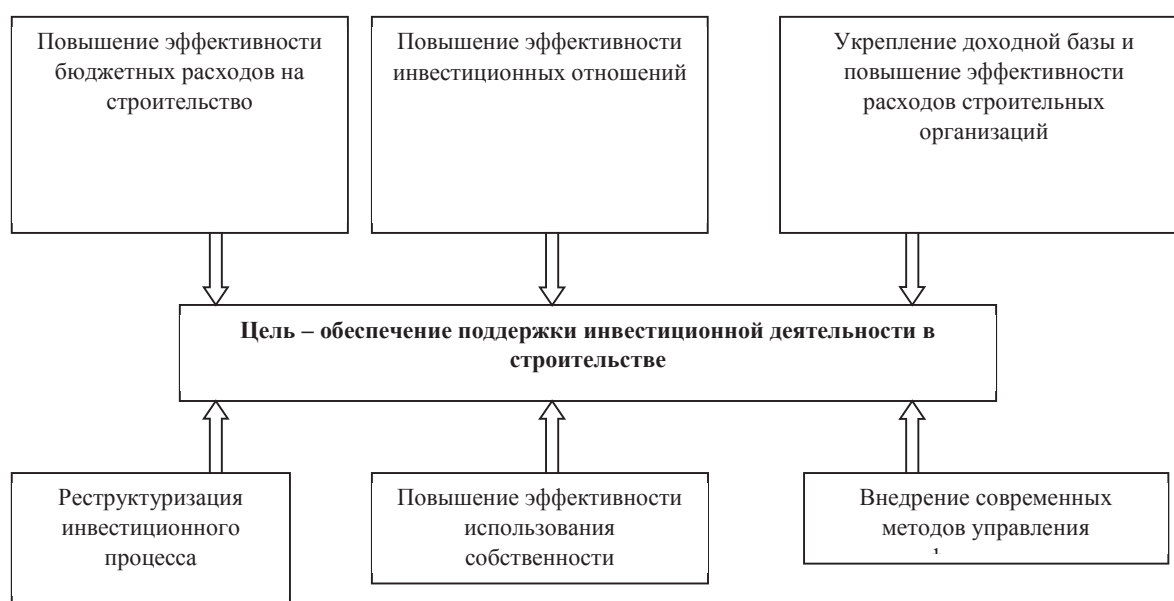 Повышение эффективности
бюджетных расходов на
строительство
Повышение эффективности
инвестиционных отношений
Укрепление доходной базы и
повышение эффективности
расходов строительных
организаций
Цель – обеспечение поддержки инвестиционной деятельности в
строительстве
Реструктуризация
инвестиционного
процесса
Повышение эффективности
использования
собственности
Внедрение современных
методов управления